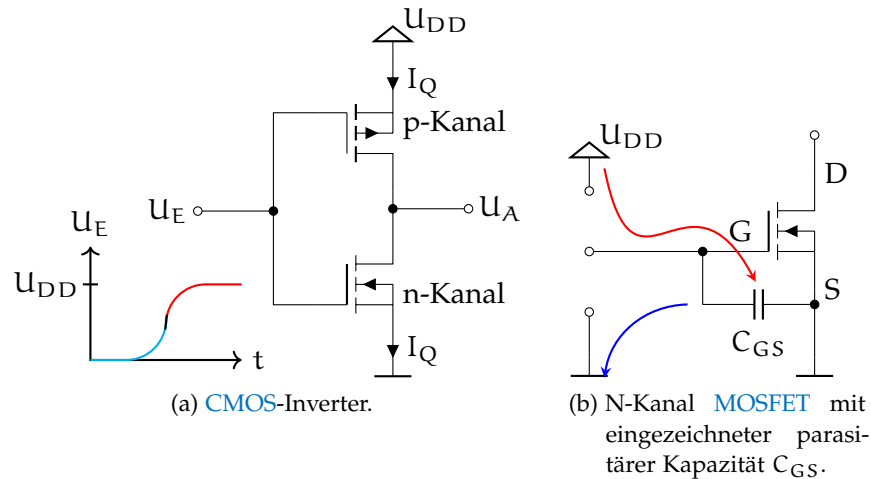 U_DD
I_Q
p-Kanal
U_E
U_A
U_E
U_DD
n-Kanal
t
I_Q
(a) CMOS-Inverter.
U_DD
D
G
S
C_GS
(b) N-Kanal MOSFET mit
eingezeichneter parasi-
tärer Kapazität C_GS.